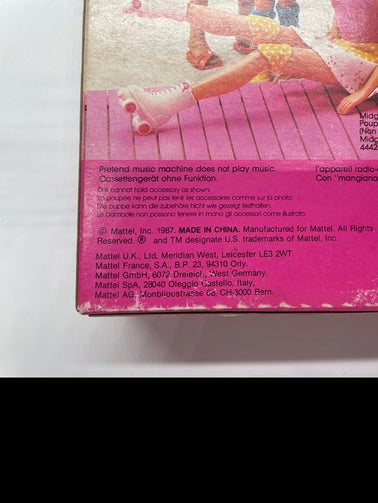 Midg
Poup
(Non
Midg
4442
Pretend music machine does not play music.
Cassettengerät ohne Funktion.
l'appareil radio-
Con "mangiana
Doll cannot hold accessory as shown.
La poupée ne peut pas tenir les accessoires comme sur la photo.
Die puppe kann die zubehöre nicht wie gezeigt festhalten.
Le bambole non possono tenere in mano gli accessori come illustrato.
© Mattel, Inc. 1987. MADE IN CHINA. Manufactured for Mattel. All Rights
Reserved. ® and TM designate U.S. trademarks of Mattel, Inc.
Mattel U.K., Ltd. Meridian West, Leicester LE3 2WT.
Mattel France, S.A., B.P. 23, 94310 Orly.
Mattel GmbH, 6072 Dreieich, West Germany.
Mattel SpA, 28040 Oleggio Castello, Italy,
Mattel AG, Monbijoustrasse 68, CH-3000 Bern.